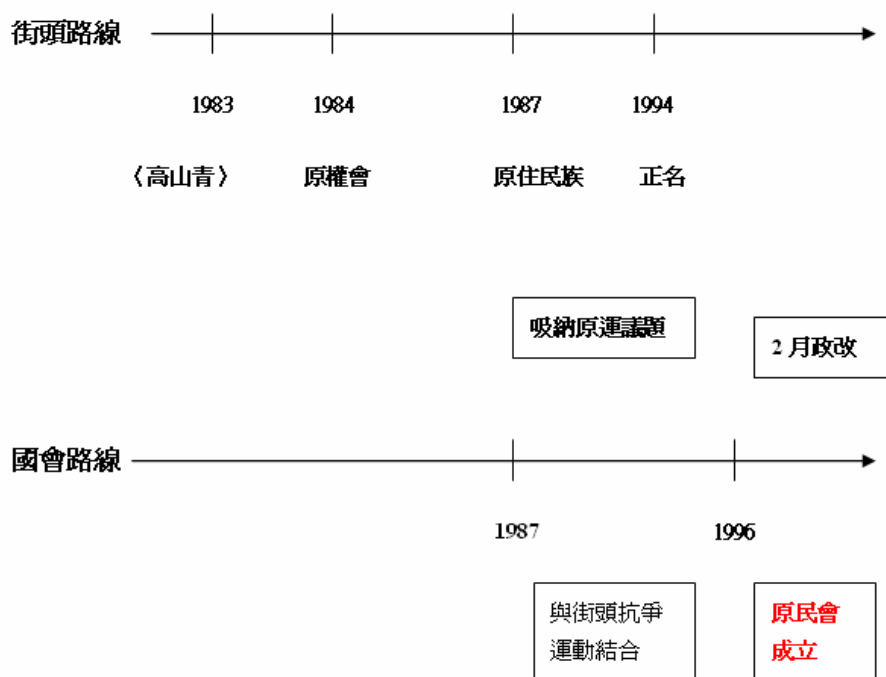 街頭路線
1983 1984 1987 1994
〈高山青〉 原權會 原住民族 正名
吸納原運議題
2 月政改
國會路線
1987 1996
與街頭抗爭
運動結合
原民會
成立